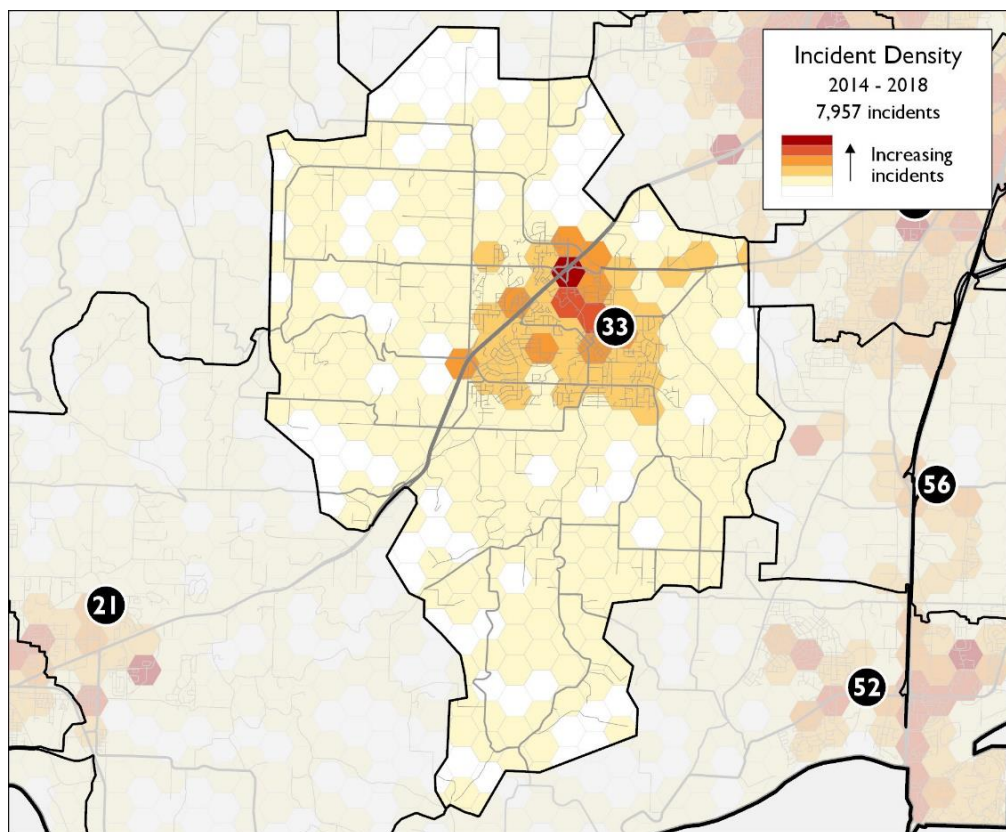 Incident Density
2014 - 2018
7,957 incidents
Increasing
incidents
33
56
21
52